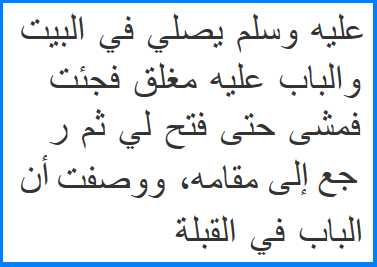 عليه وسلم يصلي في البيت
والباب عليه مغلق فجئت
فمشى حتى فتح لي ثم ر
جع إلى مقامه، ووصفت أن
الباب في القبلة